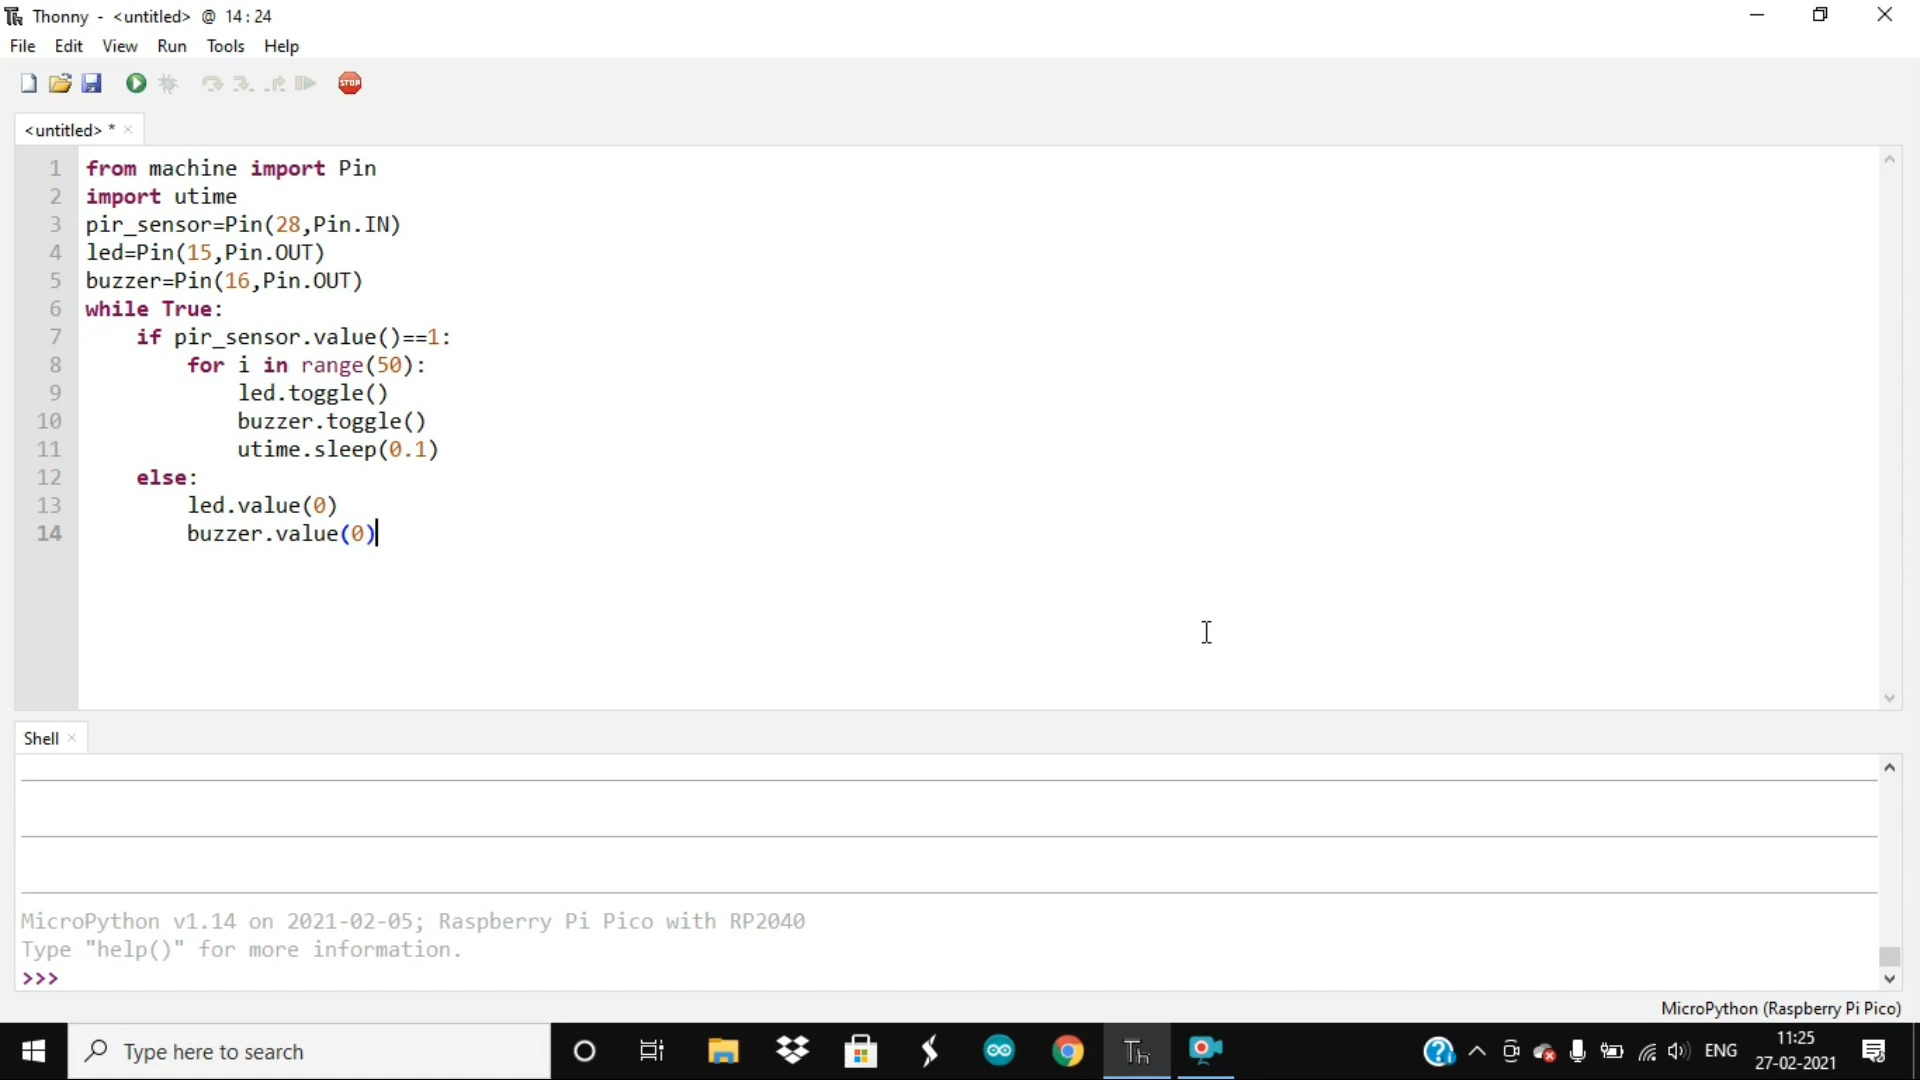 Thonny - <untitled> @ 14:24
File Edit View Run Tools Help
STOP
<untitled> *
1 from machine import Pin
2 import utime
3 pir_sensor=Pin(28,Pin.IN)
4 led=Pin(15,Pin.OUT)
5 buzzer=Pin(16,Pin.OUT)
6 while True:
7     if pir_sensor.value()==1:
8         for i in range(50):
9             led.toggle()
10             buzzer.toggle()
11             utime.sleep(0.1)
12     else:
13         led.value(0)
14         buzzer.value(0)
Shell
MicroPython v1.14 on 2021-02-05; Raspberry Pi Pico with RP2040
Type "help()" for more information.
>>>
MicroPython (Raspberry Pi Pico)
Type here to search
Th
ENG
11:25
27-02-2021